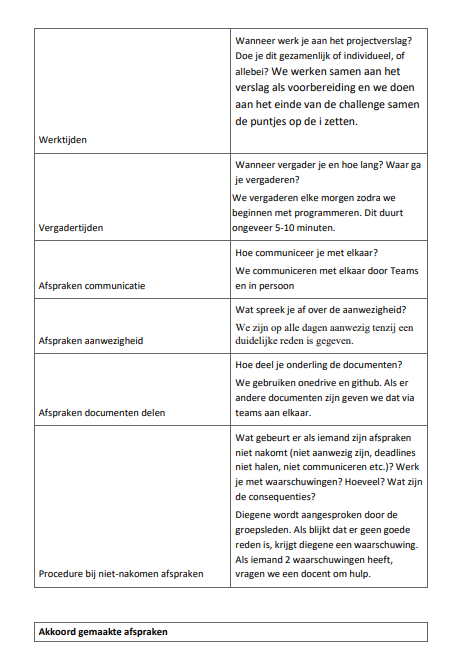 Wanneer werk je aan het projectverslag?
Doe je dit gezamenlijk of individueel, of
allebei? We werken samen aan het
verslag als voorbereiding en we doen
aan het einde van de challenge samen
de puntjes op de i zetten.
Werktijden
Wanneer vergader je en hoe lang? Waar ga
je vergaderen?
We vergaderen elke morgen zodra we
beginnen met programmeren. Dit duurt
ongeveer 5-10 minuten.
Vergadertijden
Hoe communiceer je met elkaar?
We communiceren met elkaar door Teams
en in persoon
Afspraken communicatie
Wat spreek je af over de aanwezigheid?
We zijn op alle dagen aanwezig tenzij een
duidelijke reden is gegeven.
Afspraken aanwezigheid
Hoe deel je onderling de documenten?
We gebruiken onedrive en github. Als er
andere documenten zijn geven we dat via
teams aan elkaar.
Afspraken documenten delen
Wat gebeurt er als iemand zijn afspraken
niet nakomt (niet aanwezig zijn, deadlines
niet halen, niet communiceren etc.)? Werk
je met waarschuwingen? Hoeveel? Wat zijn
de consequenties?
Diegene wordt aangesproken door de
groepsleden. Als blijkt dat er geen goede
reden is, krijgt diegene een waarschuwing.
Als iemand 2 waarschuwingen heeft,
vragen we een docent om hulp.
Procedure bij niet-nakomen afspraken
Akkoord gemaakte afspraken